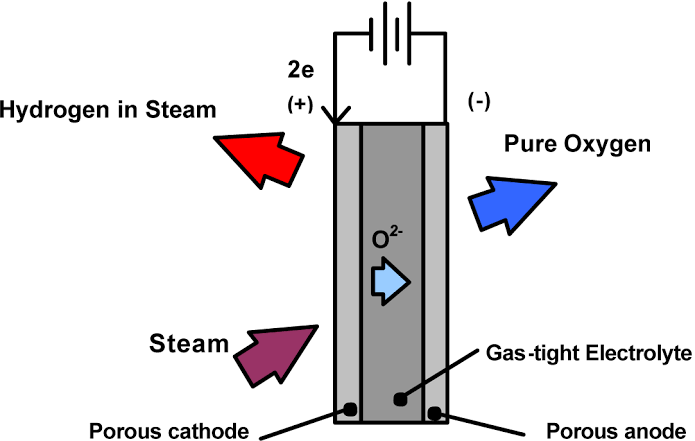 2e
(+)
(-)
Hydrogen in Steam
Pure Oxygen
O2-
Steam
Gas-tight Electrolyte
Porous cathode
Porous anode